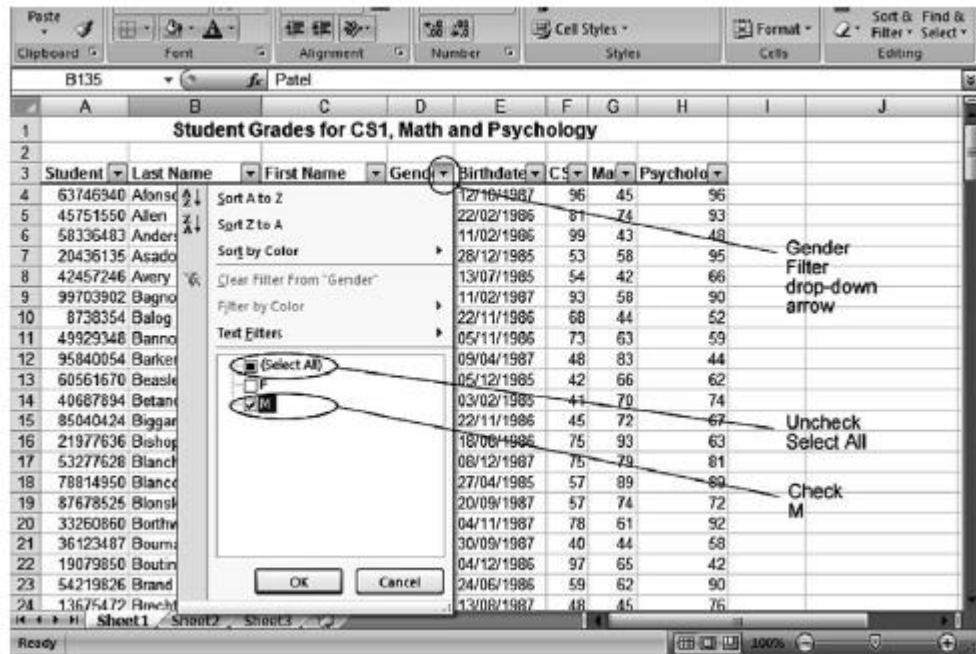 Paste
Cell Styles
Format
Sort & Find &
Filter Select
Clipboard Font Alignment Number Styles Cells Editing
B135 fx Patel
A B C D E F G H I J
1 Student Grades for CS1, Math and Psychology
2
3 Student Last Name First Name Gend Birthdate CS Ma Psycholo
4 63746940 Afonso 96 45 96
5 45751550 Allen 22/02/1986 81 74 93
6 58336483 Anders 11/02/1986 99 43 48
7 20436135 Asado 28/12/1985 53 58 95
8 42457246 Avery 13/07/1985 54 42 66
9 99703902 Bagno 11/02/1987 93 58 90
10 8738354 Balog 22/11/1986 68 44 52
11 49929348 Banno 05/11/1986 73 63 59
12 95840054 Barker 09/04/1987 48 83 44
13 60561670 Beasle 05/12/1985 42 66 62
14 40687894 Betanc 03/02/1985 41 70 74
15 85040424 Biggar 22/11/1986 45 72 67
16 21977636 Bishop 75 93 63
17 53277628 Blanch 08/12/1987 75 79 81
18 78814950 Blanco 27/04/1985 57 89 89
19 87678525 Blonsk 20/09/1987 57 74 72
20 33260860 Borthw 04/11/1987 78 61 92
21 36123487 Bourna 30/09/1987 40 44 58
22 19079850 Boutin 04/12/1986 97 65 42
23 54219826 Brand 24/06/1986 59 62 90
24 13675472 Brecht 13/08/1987 48 45 76
Sort A to Z
Sort Z to A
Sort by Color
Clear Filter From "Gender"
Filter by Color
Text Filters
(Select All)
F
M
OK Cancel
Gender
Filter
drop-down
arrow
Uncheck
Select All
Check
M
Sheet1 Sheet2 Sheet3
Ready 100%